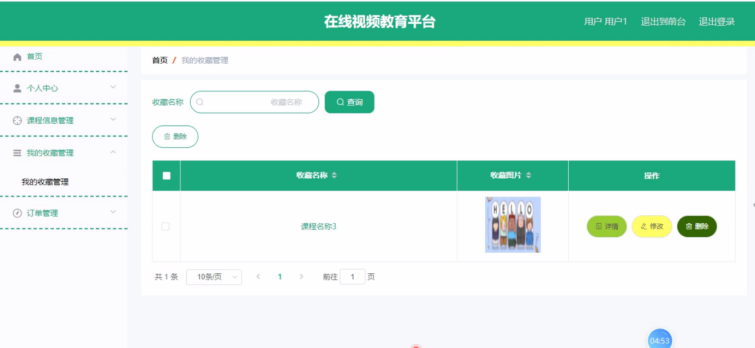 在线视频教育平台
用户 用户1 退出到前台 退出登录
首页
首页 / 我的收藏管理
个人中心
收藏名称 收藏名称 查询
课程信息管理
删除
我的收藏管理
收藏名称 收藏图片 操作
我的收藏管理
订单管理
课程名称3 HELLO 详情 修改 删除
共 1 条 10条/页 1 前往 1 页
04:53